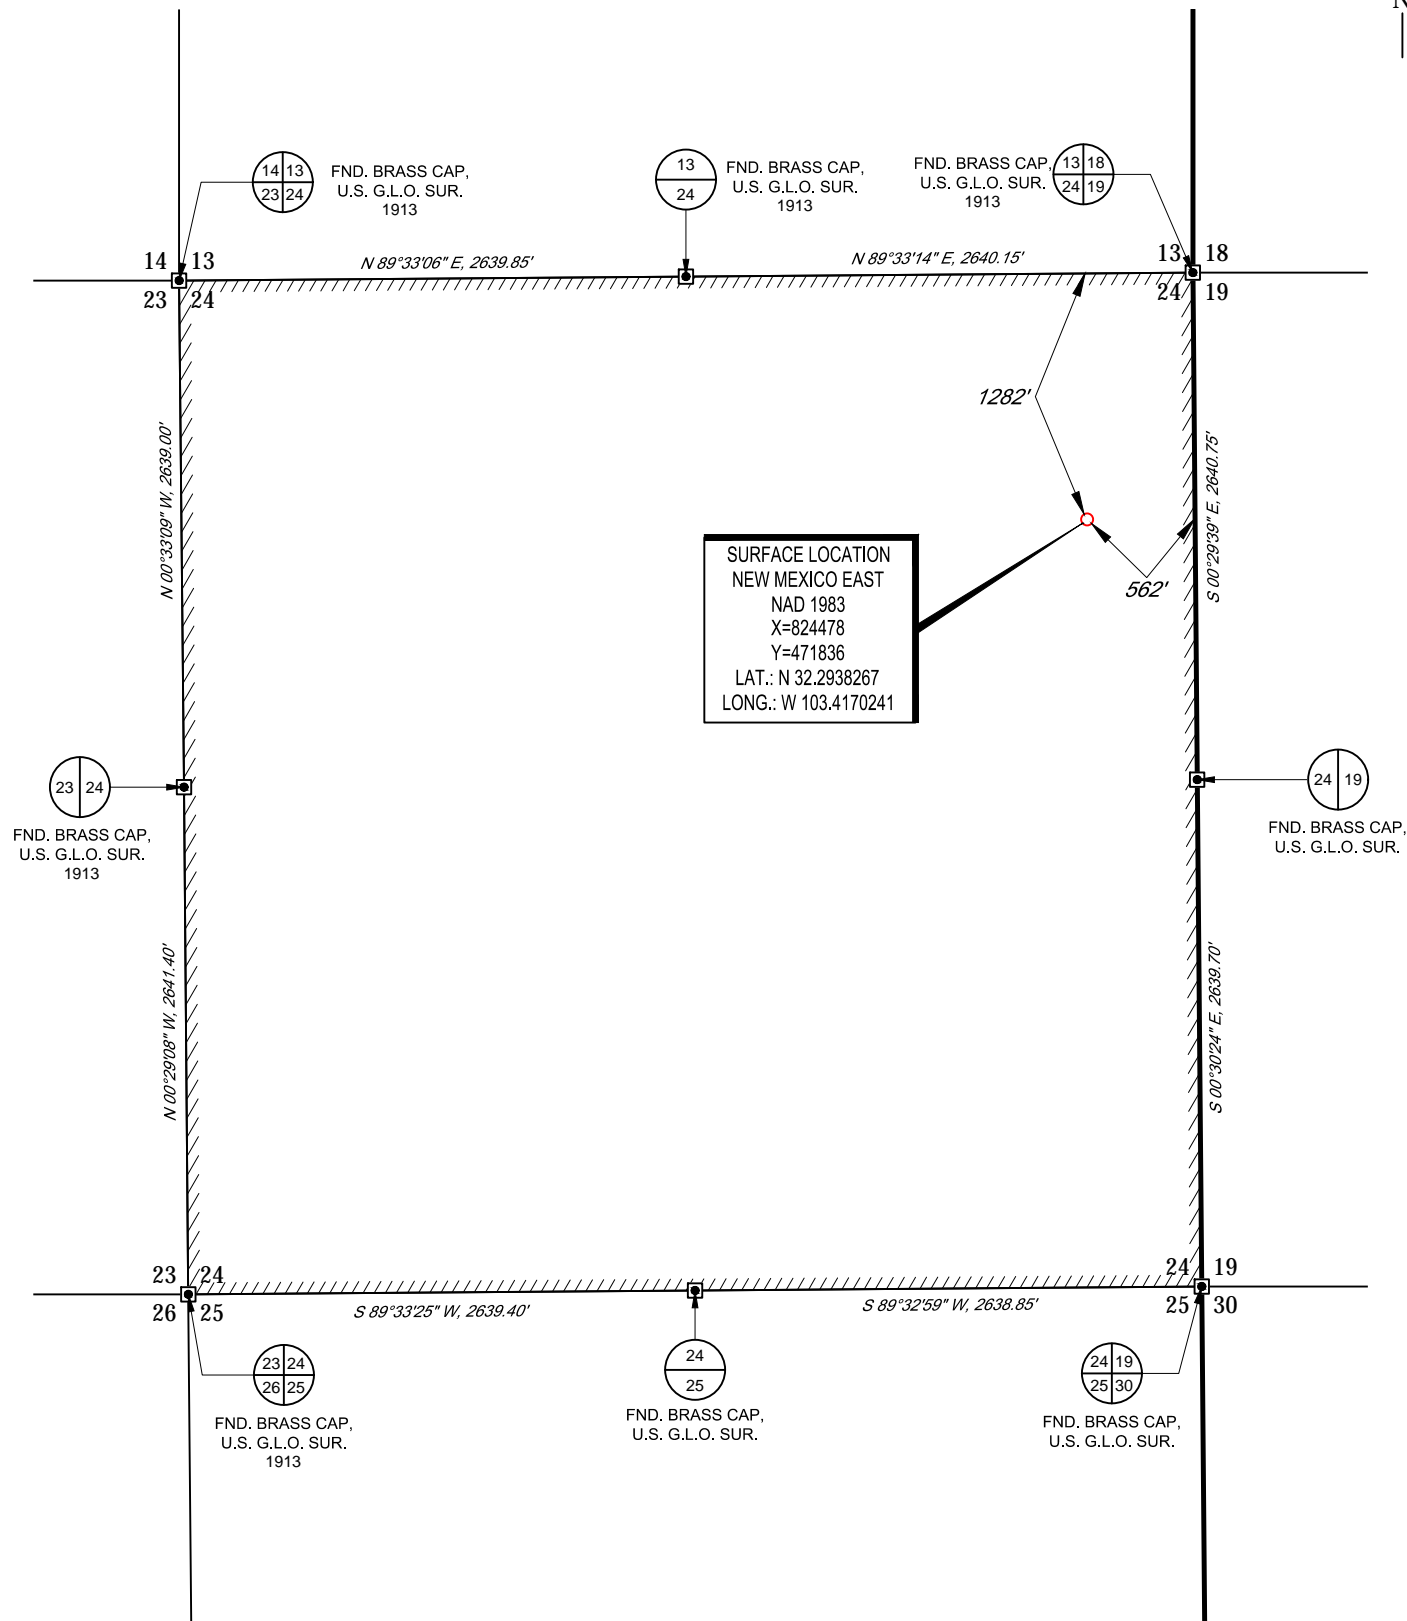 N
14 13
23 24
FND. BRASS CAP,
U.S. G.L.O. SUR.
1913
13
24
FND. BRASS CAP,
U.S. G.L.O. SUR.
1913
FND. BRASS CAP,
U.S. G.L.O. SUR.
1913
13 18
24 19
14 13
23 24
N 89°33'06" E, 2639.85'
N 89°33'14" E, 2640.15'
13 18
24 19
1282'
562'
N 00°33'09" W, 2639.00'
S 00°29'39" E, 2640.75'
SURFACE LOCATION
NEW MEXICO EAST
NAD 1983
X=824478
Y=471836
LAT.: N 32.2938267
LONG.: W 103.4170241
23 24
FND. BRASS CAP,
U.S. G.L.O. SUR.
1913
24 19
FND. BRASS CAP,
U.S. G.L.O. SUR.
N 00°29'08" W, 2641.40'
S 00°30'24" E, 2639.70'
23 24
26 25
S 89°33'25" W, 2639.40'
S 89°32'59" W, 2638.85'
24 19
25 30
23 24
26 25
FND. BRASS CAP,
U.S. G.L.O. SUR.
1913
24
25
FND. BRASS CAP,
U.S. G.L.O. SUR.
24 19
25 30
FND. BRASS CAP,
U.S. G.L.O. SUR.